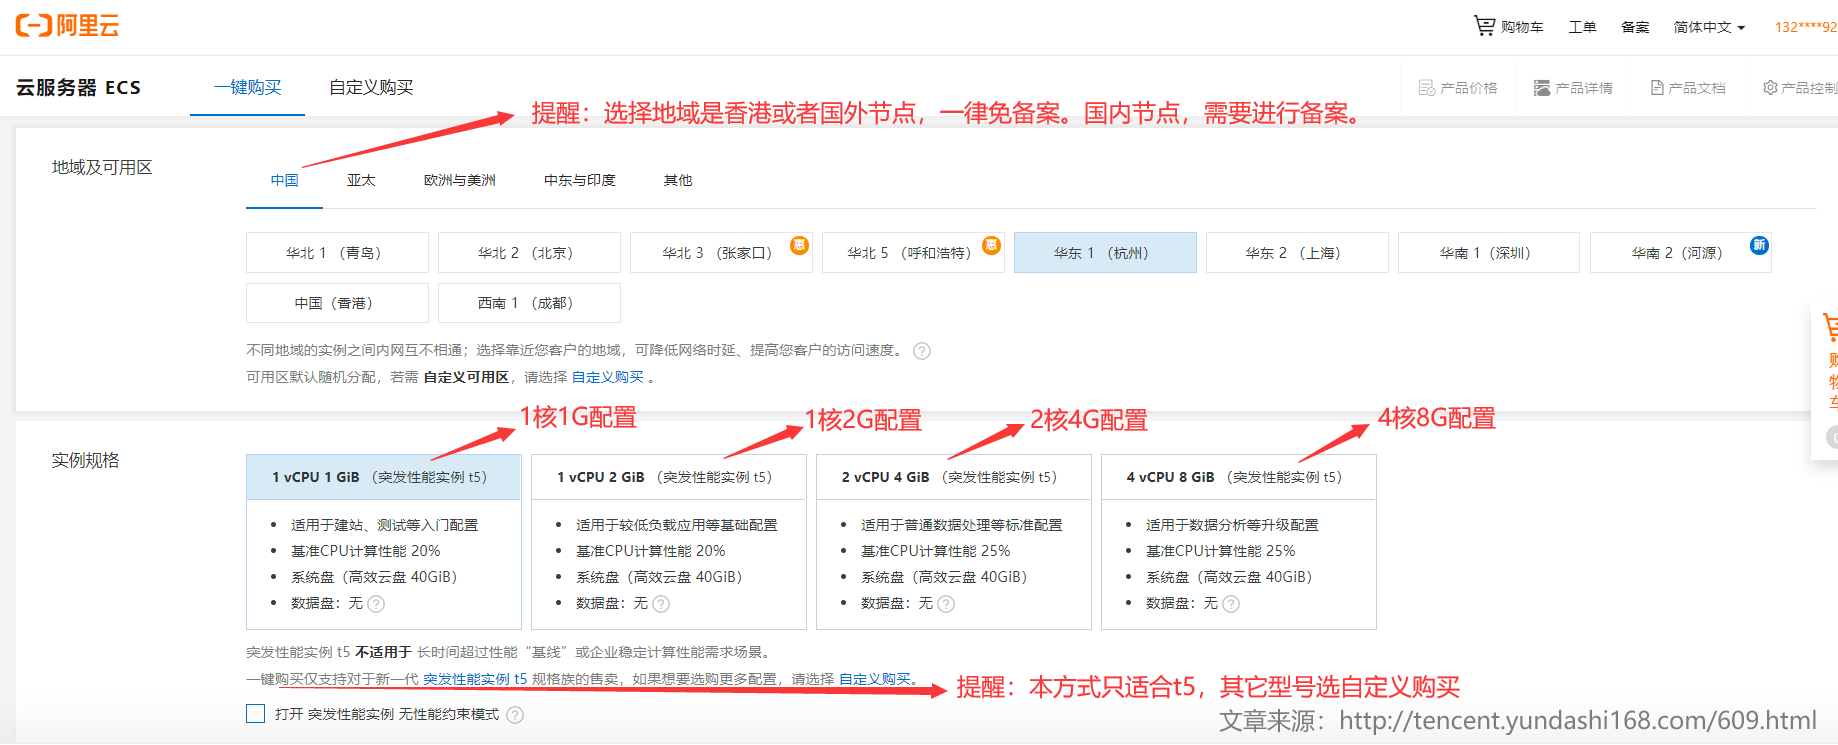 阿里云
购物车 工单 备案 简体中文 132****92
云服务器 ECS 一键购买 自定义购买 产品价格 产品详情 产品文档 产品控制
提醒：选择地域是香港或者国外节点，一律免备案。国内节点，需要进行备案。
地域及可用区
中国 亚太 欧洲与美洲 中东与印度 其他
华北 1 （青岛） 华北 2 （北京） 华北 3 （张家口） 惠 华北 5 （呼和浩特） 惠 华东 1 （杭州） 华东 2 （上海） 华南 1（深圳） 华南 2（河源） 新
中国（香港） 西南 1 （成都）
不同地域的实例之间内网互不相通；选择靠近您客户的地域，可降低网络时延、提高您客户的访问速度。 ?
可用区默认随机分配，若需 自定义可用区，请选择 自定义购买 。
购
物
车
1核1G配置 1核2G配置 2核4G配置 4核8G配置
实例规格
1 vCPU 1 GiB （突发性能实例 t5） 1 vCPU 2 GiB （突发性能实例 t5） 2 vCPU 4 GiB （突发性能实例 t5） 4 vCPU 8 GiB （突发性能实例 t5）
• 适用于建站、测试等入门配置 • 适用于较低负载应用等基础配置 • 适用于普通数据处理等标准配置 • 适用于数据分析等升级配置
• 基准CPU计算性能 20% • 基准CPU计算性能 20% • 基准CPU计算性能 25% • 基准CPU计算性能 25%
• 系统盘（高效云盘 40GiB） • 系统盘（高效云盘 40GiB） • 系统盘（高效云盘 40GiB） • 系统盘（高效云盘 40GiB）
• 数据盘：无 ? • 数据盘：无 ? • 数据盘：无 ? • 数据盘：无 ?
突发性能实例 t5 不适用于 长时间超过性能“基线”或企业稳定计算性能需求场景。
一键购买仅支持对于新一代 突发性能实例 t5 规格族的售卖，如果想要选购更多配置，请选择 自定义购买。
提醒：本方式只适合t5，其它型号选自定义购买
打开 突发性能实例 无性能约束模式 ?
文章来源：http://tencent.yundashi168.com/609.html